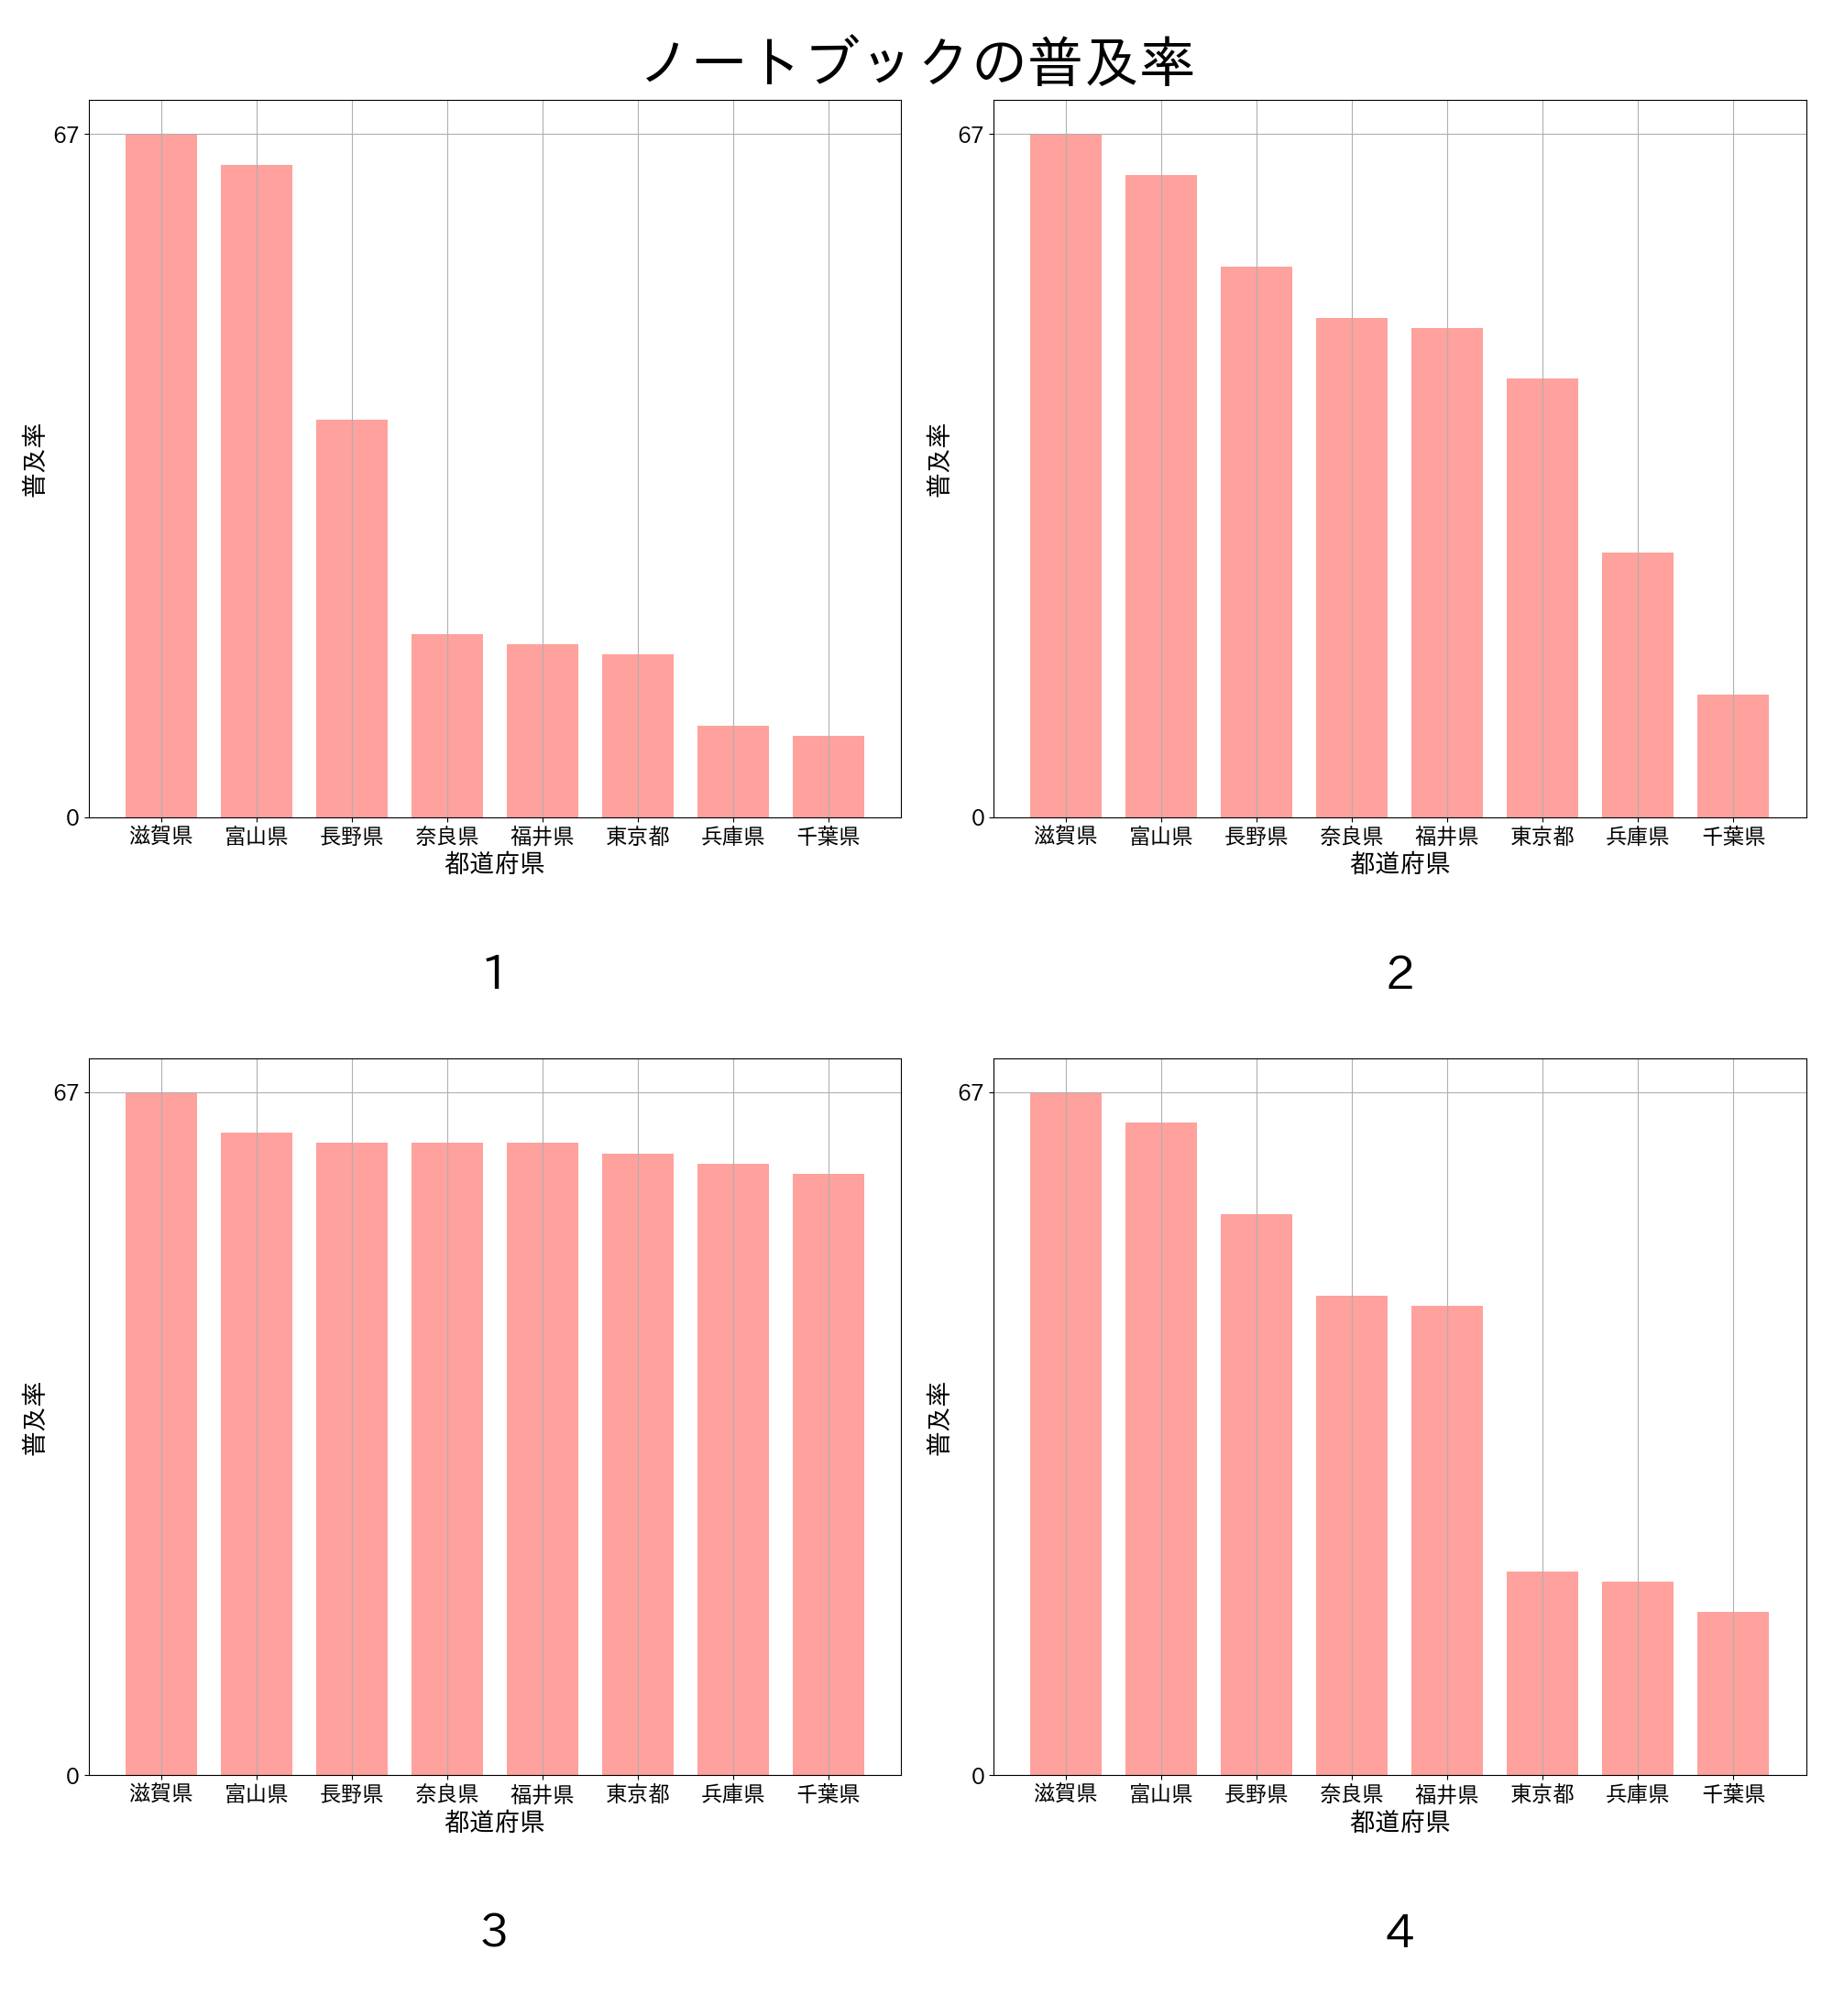 ノートブックの普及率
67
0
普及率
滋賀県 富山県 長野県 奈良県 福井県 東京都 兵庫県 千葉県
都道府県
1
67
0
普及率
滋賀県 富山県 長野県 奈良県 福井県 東京都 兵庫県 千葉県
都道府県
2
67
0
普及率
滋賀県 富山県 長野県 奈良県 福井県 東京都 兵庫県 千葉県
都道府県
3
67
0
普及率
滋賀県 富山県 長野県 奈良県 福井県 東京都 兵庫県 千葉県
都道府県
4